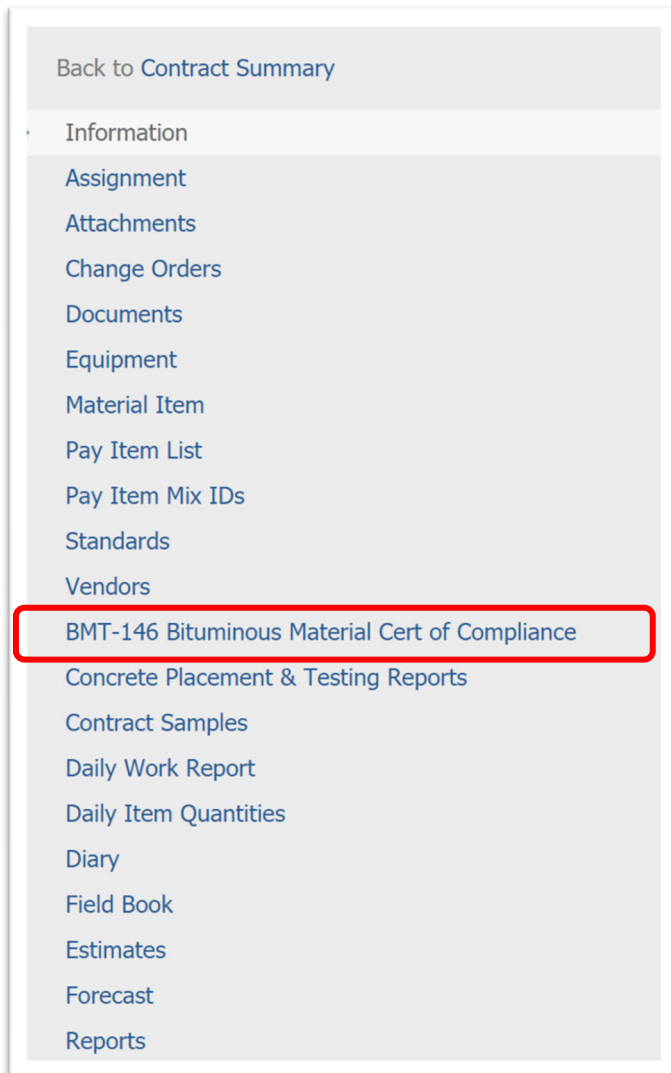 Back to Contract Summary
Information
Assignment
Attachments
Change Orders
Documents
Equipment
Material Item
Pay Item List
Pay Item Mix IDs
Standards
Vendors
BMT-146 Bituminous Material Cert of Compliance
Concrete Placement & Testing Reports
Contract Samples
Daily Work Report
Daily Item Quantities
Diary
Field Book
Estimates
Forecast
Reports